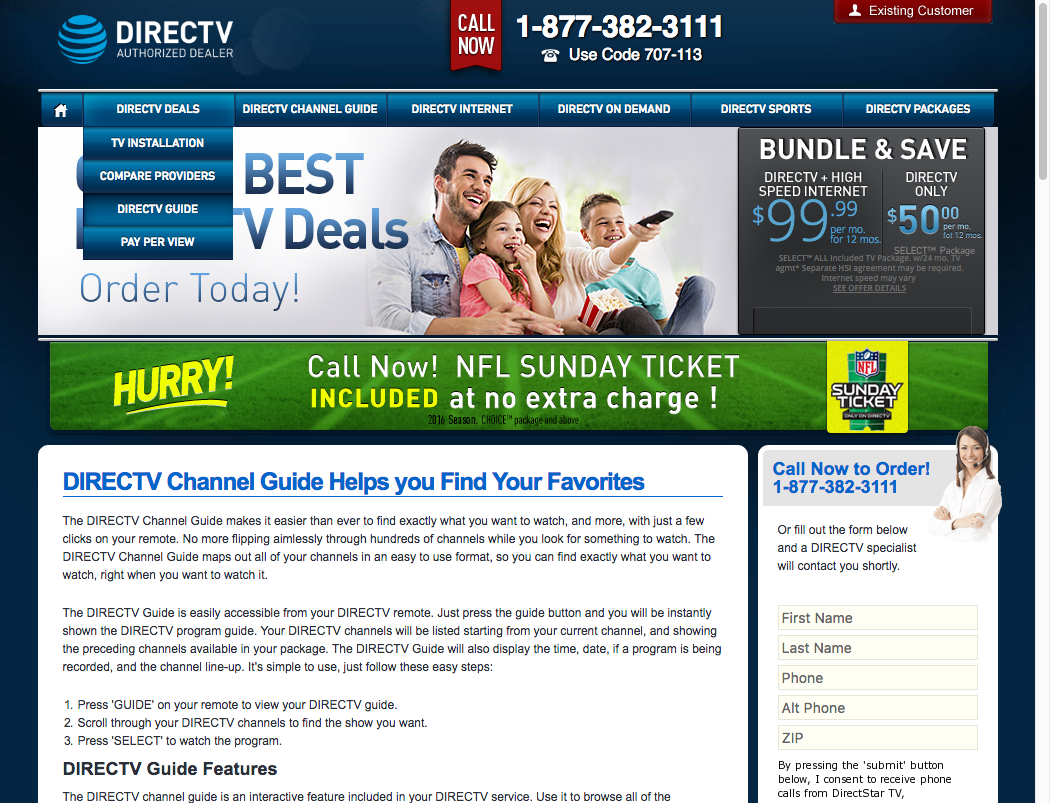 DIRECTV
AUTHORIZED DEALER
CALL
NOW
1-877-382-3111
Use Code 707-113
Existing Customer
DIRECTV DEALS
DIRECTV CHANNEL GUIDE
DIRECTV INTERNET
DIRECTV ON DEMAND
DIRECTV SPORTS
DIRECTV PACKAGES
TV INSTALLATION
COMPARE PROVIDERS
DIRECTV GUIDE
PAY PER VIEW
BEST
TV Deals
Order Today!
BUNDLE & SAVE
DIRECTV + HIGH
SPEED INTERNET
$99.99
per mo.
for 12 mos.
DIRECTV
ONLY
$50.00
per mo.
fot 12 mos.
SELECT™ Package
SELECT™ ALL Included TV Package. w/24 mo. TV
agmt* Separate HSI agreement may be required.
Internet speed may vary
SEE OFFER DETAILS
HURRY!
Call Now! NFL SUNDAY TICKET
INCLUDED at no extra charge !
2016 Season. CHOICE™ package and above
NFL
SUNDAY
TICKET
ONLY ON DIRECTV
DIRECTV Channel Guide Helps you Find Your Favorites
The DIRECTV Channel Guide makes it easier than ever to find exactly what you want to watch, and more, with just a few
clicks on your remote. No more flipping aimlessly through hundreds of channels while you look for something to watch. The
DIRECTV Channel Guide maps out all of your channels in an easy to use format, so you can find exactly what you want to
watch, right when you want to watch it.
The DIRECTV Guide is easily accessible from your DIRECTV remote. Just press the guide button and you will be instantly
shown the DIRECTV program guide. Your DIRECTV channels will be listed starting from your current channel, and showing
the preceding channels available in your package. The DIRECTV Guide will also display the time, date, if a program is being
recorded, and the channel line-up. It's simple to use, just follow these easy steps:
1. Press 'GUIDE' on your remote to view your DIRECTV guide.
2. Scroll through your DIRECTV channels to find the show you want.
3. Press 'SELECT' to watch the program.
DIRECTV Guide Features
The DIRECTV channel guide is an interactive feature included in your DIRECTV service. Use it to browse all of the
Call Now to Order!
1-877-382-3111
Or fill out the form below
and a DIRECTV specialist
will contact you shortly.
First Name
Last Name
Phone
Alt Phone
ZIP
By pressing the 'submit' button
below, I consent to receive phone
calls from DirectStar TV,